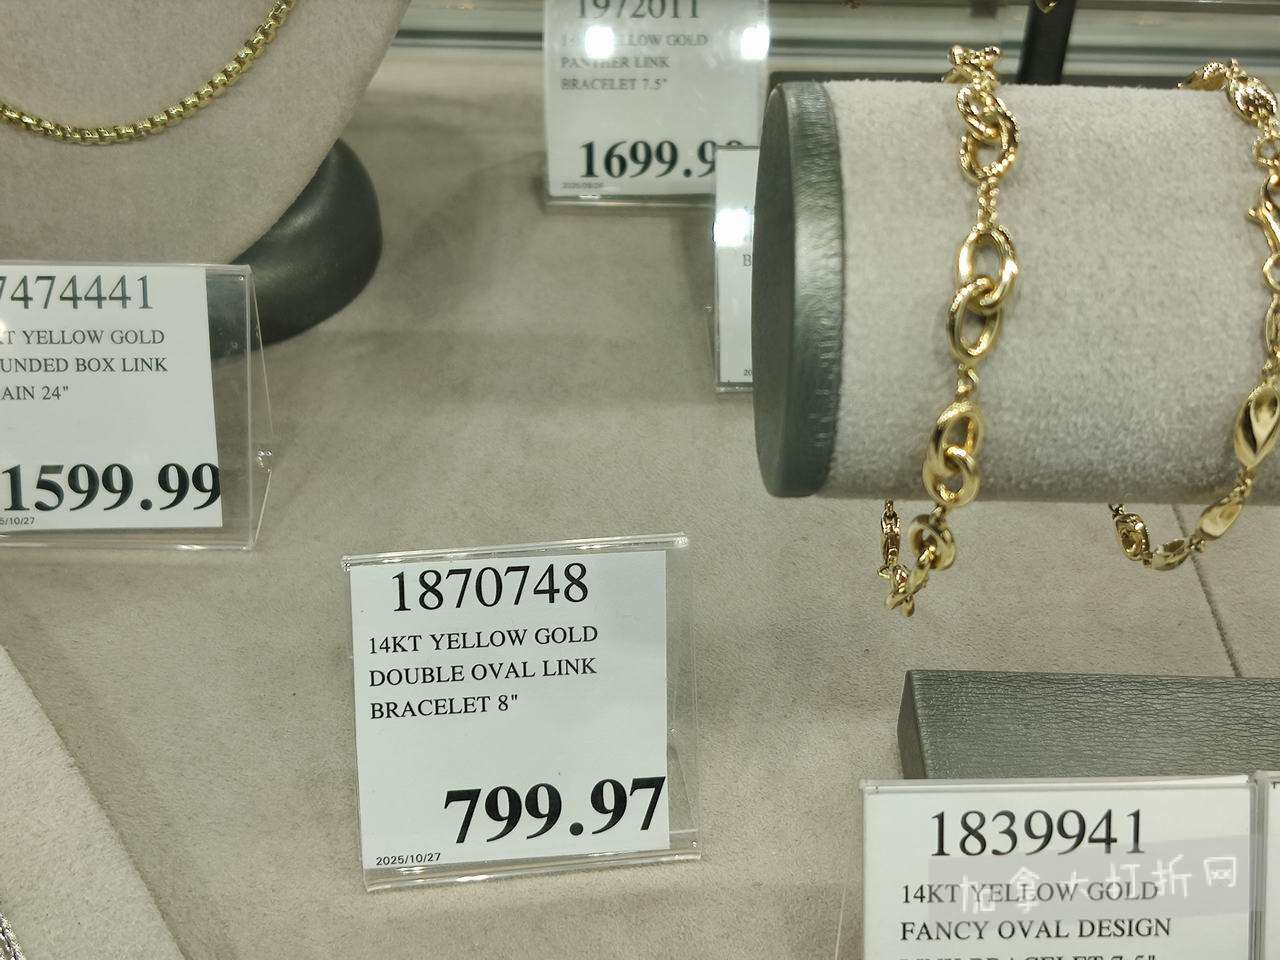 1972011
YELLOW GOLD
PANTHER LINK
BRACELET 7.5"
1699.9
7474441
KT YELLOW GOLD
UNDED BOX LINK
AIN 24"
1599.99
5/10/27
1870748
14KT YELLOW GOLD
DOUBLE OVAL LINK
BRACELET 8"
799.97
2025/10/27
1839941
14KT YELLOW GOLD
FANCY OVAL DESIGN
加拿大打折网